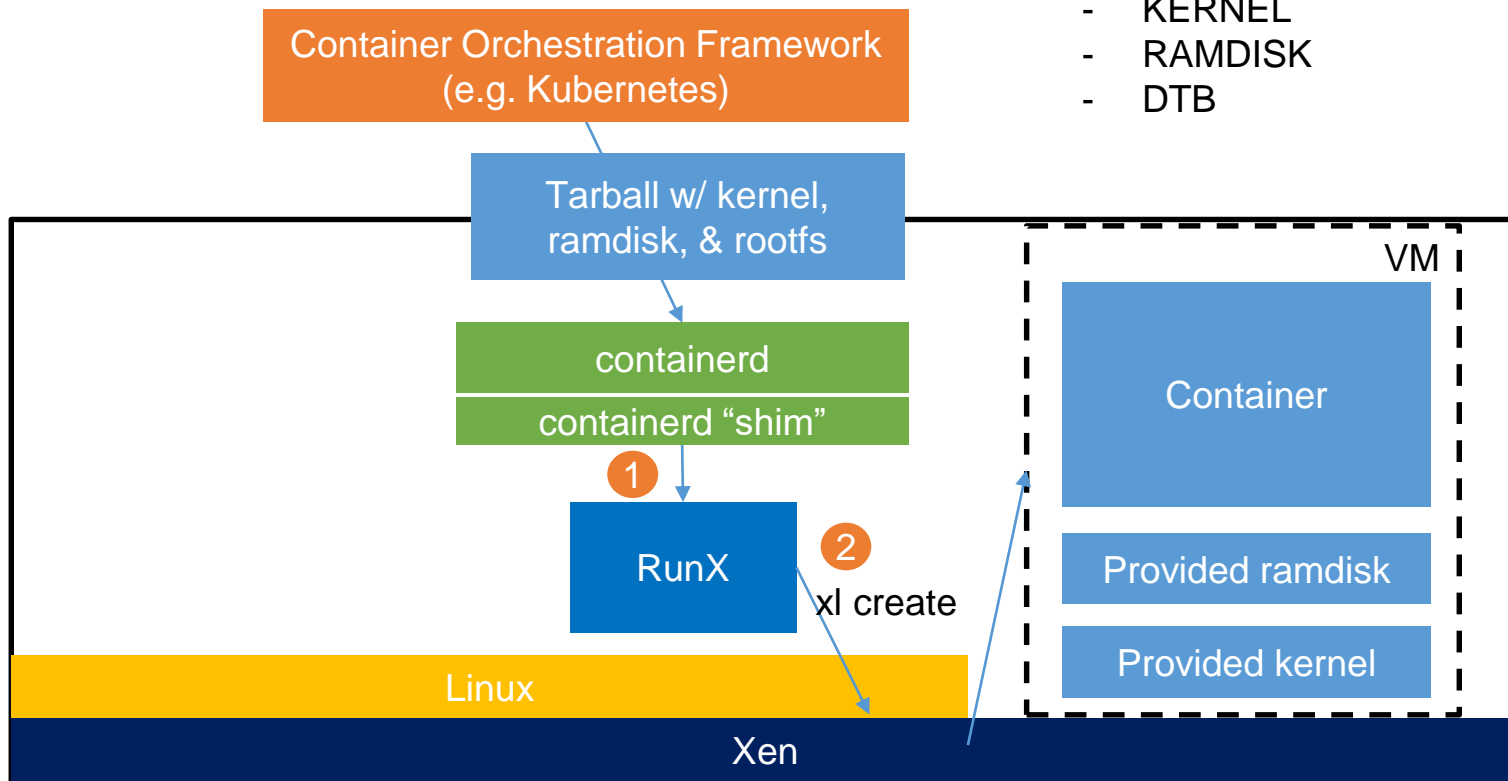 - KERNEL
- RAMDISK
- DTB
Container Orchestration Framework
(e.g. Kubernetes)
Tarball w/ kernel,
ramdisk, & rootfs
VM
containerd
containerd “shim”
Container
1
RunX
2
xl create
Provided ramdisk
Provided kernel
Linux
Xen